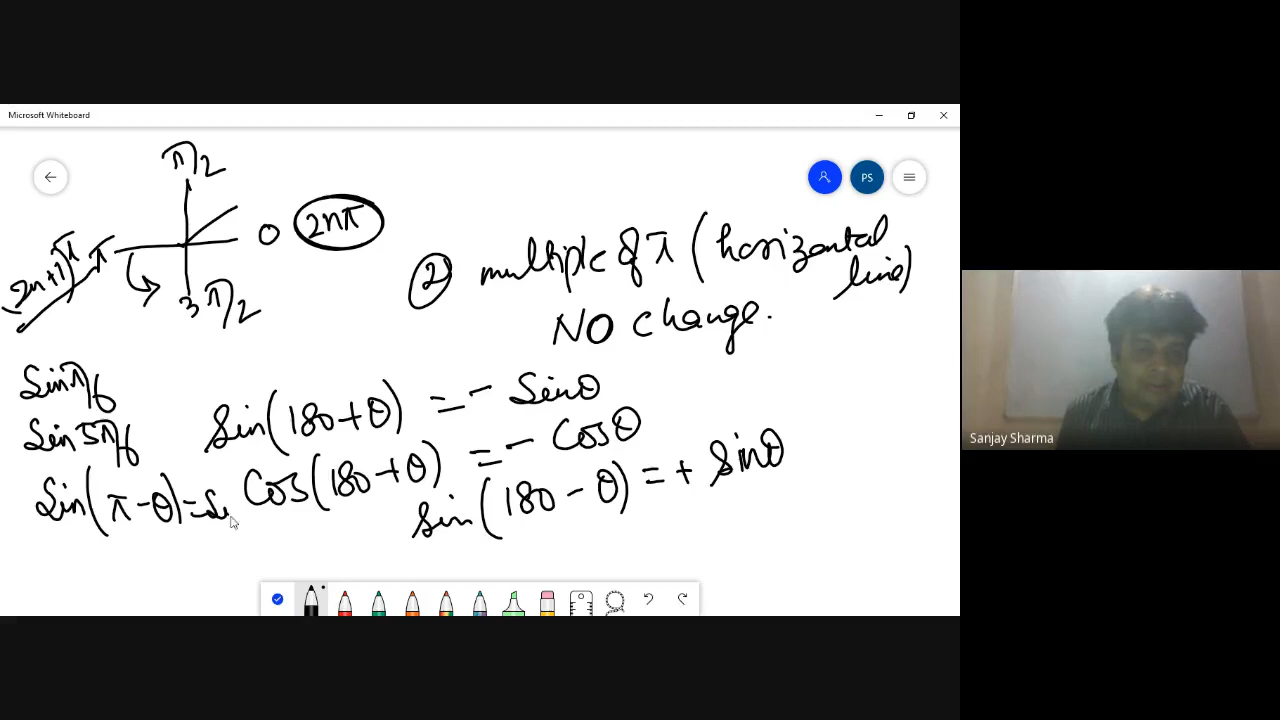 Microsoft Whiteboard
PS
π/2
0 2nπ
(2n+1)π π
3π/2
② multiple of π (horizontal
line)
NO change.
Sin π/6
Sin 5π/6
Sin(180+θ) = - Sinθ
Cos(180+θ) = - Cosθ
Sin(π-θ)=Si
Sin(180-θ) = + Sinθ
Sanjay Sharma